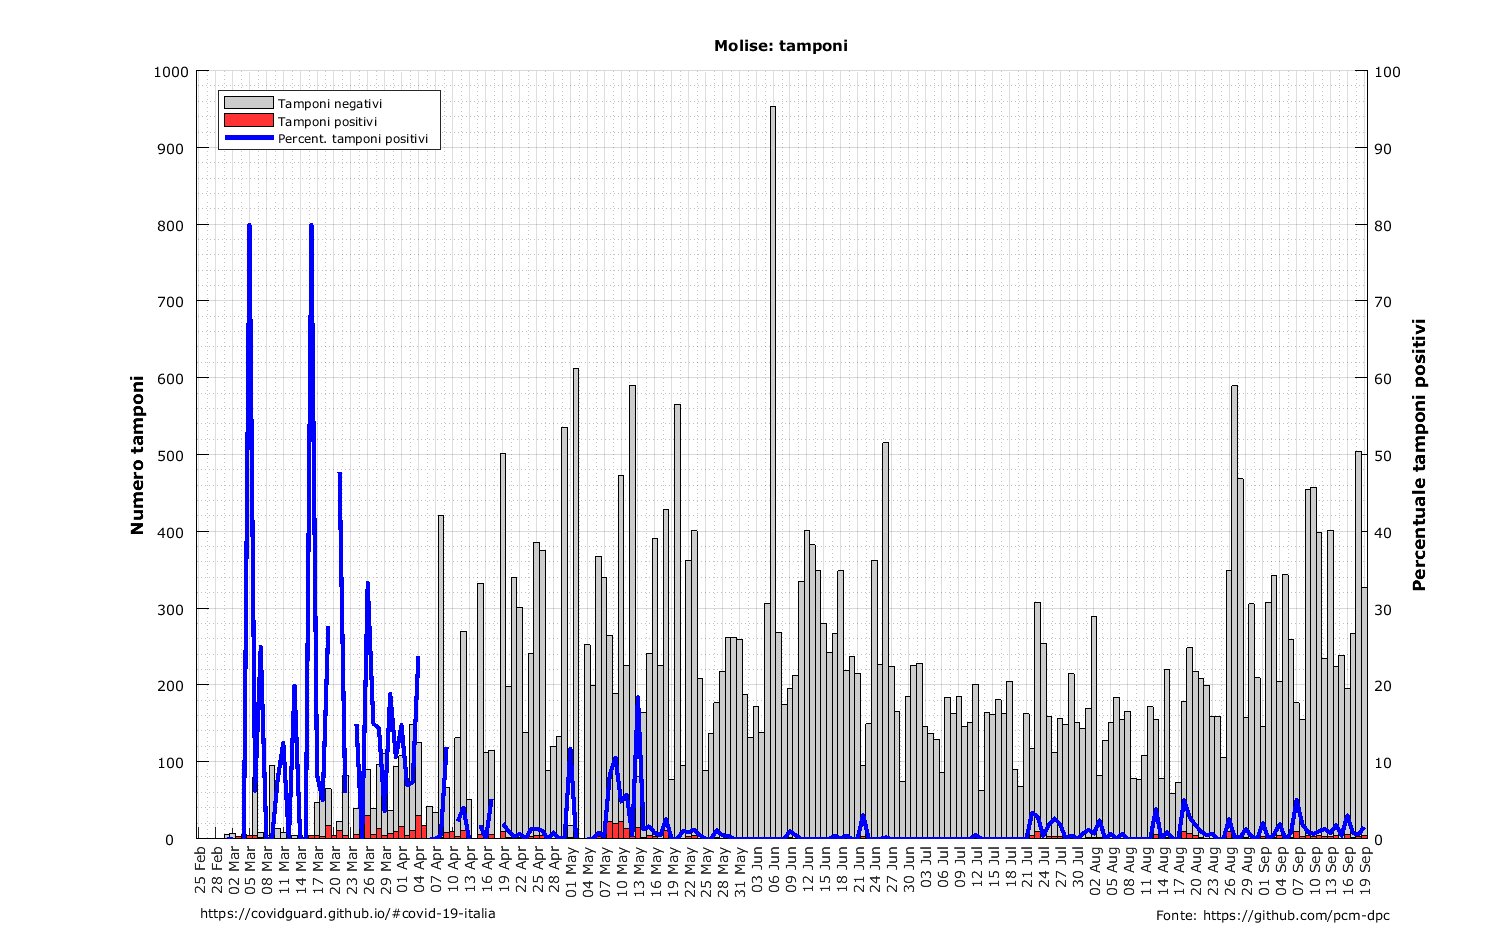 Molise: tamponi
Tamponi negativi
Tamponi positivi
Percent. tamponi positivi
Numero tamponi
1000
900
800
700
600
500
400
300
200
100
0
Percentuale tamponi positivi
100
90
80
70
60
50
40
30
20
10
0
25 Feb
28 Feb
02 Mar
05 Mar
08 Mar
11 Mar
14 Mar
17 Mar
20 Mar
23 Mar
26 Mar
29 Mar
01 Apr
04 Apr
07 Apr
10 Apr
13 Apr
16 Apr
19 Apr
22 Apr
25 Apr
28 Apr
01 May
04 May
07 May
10 May
13 May
16 May
19 May
22 May
25 May
28 May
31 May
03 Jun
06 Jun
09 Jun
12 Jun
15 Jun
18 Jun
21 Jun
24 Jun
27 Jun
30 Jun
03 Jul
06 Jul
09 Jul
12 Jul
15 Jul
18 Jul
21 Jul
24 Jul
27 Jul
30 Jul
02 Aug
05 Aug
08 Aug
11 Aug
14 Aug
17 Aug
20 Aug
23 Aug
26 Aug
29 Aug
01 Sep
04 Sep
07 Sep
10 Sep
13 Sep
16 Sep
19 Sep
https://covidguard.github.io/#covid-19-italia
Fonte: https://github.com/pcm-dpc